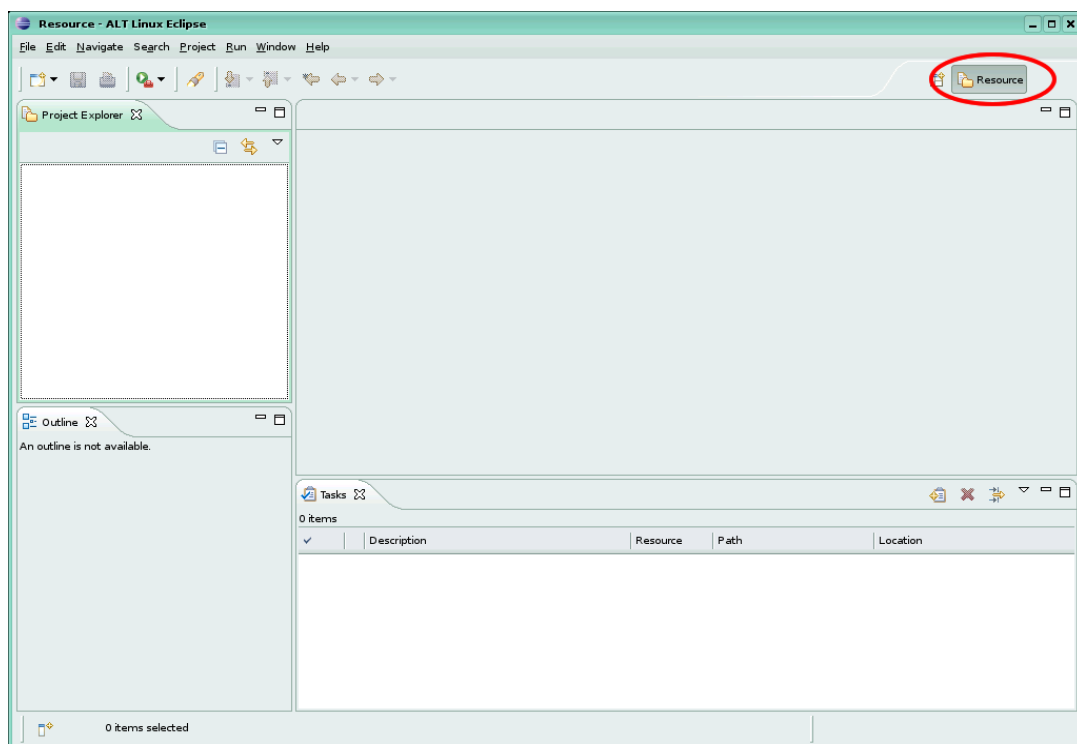 Resource - ALT Linux Eclipse
File Edit Navigate Search Project Run Window Help
Resource
Project Explorer
Outline
An outline is not available.
Tasks
0 items
Description Resource Path Location
0 items selected